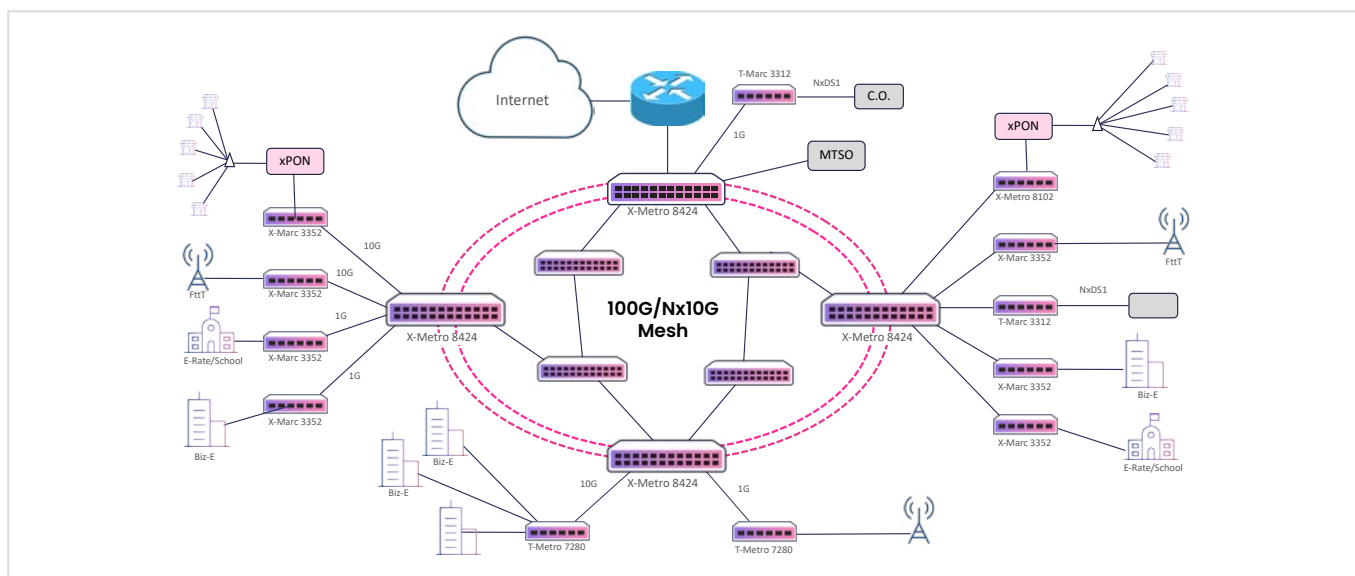 T-Marc 3312
NxDS1
C.O.
Internet
1G
MTSO
X-Metro 8424
xPON
X-Marc 3352
10G
FttT
10G
X-Marc 3352
1G
E-Rate/School
X-Marc 3352
1G
Biz-E
X-Marc 3352
X-Metro 8424
100G/Nx10G
Mesh
X-Metro 8424
xPON
X-Metro 8102
X-Marc 3352
FttT
NxDS1
T-Marc 3312
X-Marc 3352
Biz-E
X-Marc 3352
E-Rate/School
X-Metro 8424
Biz-E
Biz-E
10G
T-Metro 7280
1G
T-Metro 7280